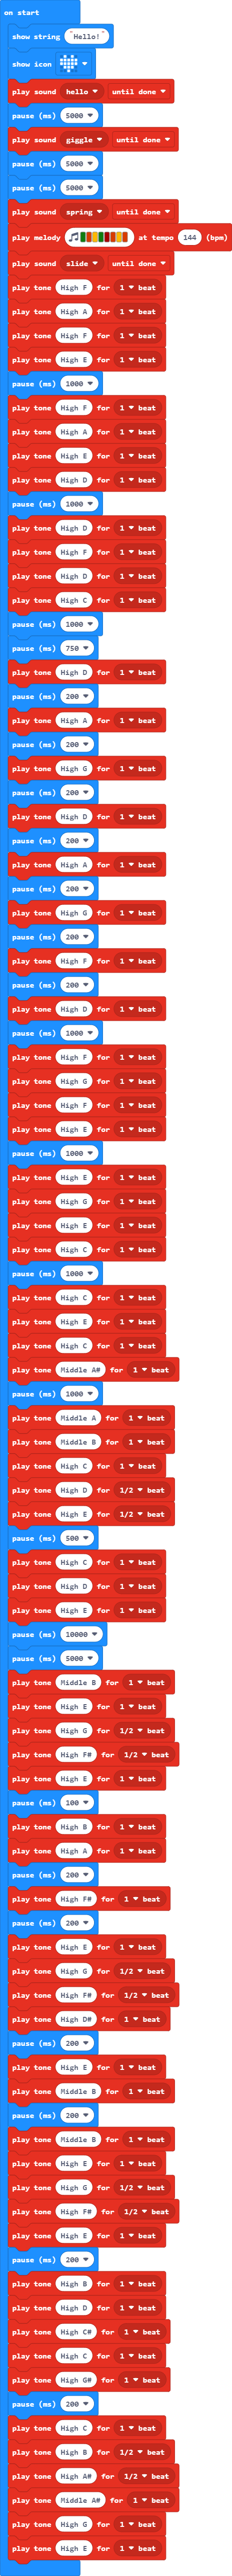 on start
show string "Hello!"
show icon
play sound hello until done
pause (ms) 5000
play sound giggle until done
pause (ms) 5000
pause (ms) 5000
play sound spring until done
play melody at tempo 144 (bpm)
play sound slide until done
play tone High F for 1 beat
play tone High A for 1 beat
play tone High F for 1 beat
play tone High E for 1 beat
pause (ms) 1000
play tone High F for 1 beat
play tone High A for 1 beat
play tone High E for 1 beat
play tone High D for 1 beat
pause (ms) 1000
play tone High D for 1 beat
play tone High F for 1 beat
play tone High D for 1 beat
play tone High C for 1 beat
pause (ms) 1000
pause (ms) 750
play tone High D for 1 beat
pause (ms) 200
play tone High A for 1 beat
pause (ms) 200
play tone High G for 1 beat
pause (ms) 200
play tone High D for 1 beat
pause (ms) 200
play tone High A for 1 beat
pause (ms) 200
play tone High G for 1 beat
pause (ms) 200
play tone High F for 1 beat
pause (ms) 200
play tone High D for 1 beat
pause (ms) 1000
play tone High F for 1 beat
play tone High G for 1 beat
play tone High F for 1 beat
play tone High E for 1 beat
pause (ms) 1000
play tone High E for 1 beat
play tone High G for 1 beat
play tone High E for 1 beat
play tone High C for 1 beat
pause (ms) 1000
play tone High C for 1 beat
play tone High E for 1 beat
play tone High C for 1 beat
play tone Middle A# for 1 beat
pause (ms) 1000
play tone Middle A for 1 beat
play tone Middle B for 1 beat
play tone High C for 1 beat
play tone High D for 1/2 beat
play tone High E for 1/2 beat
pause (ms) 500
play tone High C for 1 beat
play tone High D for 1 beat
play tone High E for 1 beat
pause (ms) 10000
pause (ms) 5000
play tone Middle B for 1 beat
play tone High E for 1 beat
play tone High G for 1/2 beat
play tone High F# for 1/2 beat
play tone High E for 1 beat
pause (ms) 100
play tone High B for 1 beat
play tone High A for 1 beat
pause (ms) 200
play tone High F# for 1 beat
pause (ms) 200
play tone High E for 1 beat
play tone High G for 1/2 beat
play tone High F# for 1/2 beat
play tone High D# for 1 beat
pause (ms) 200
play tone High E for 1 beat
play tone Middle B for 1 beat
pause (ms) 200
play tone Middle B for 1 beat
play tone High E for 1 beat
play tone High G for 1/2 beat
play tone High F# for 1/2 beat
play tone High E for 1 beat
pause (ms) 200
play tone High B for 1 beat
play tone High D for 1 beat
play tone High C# for 1 beat
play tone High C for 1 beat
play tone High G# for 1 beat
pause (ms) 200
play tone High C for 1 beat
play tone High B for 1/2 beat
play tone High A# for 1/2 beat
play tone Middle A# for 1 beat
play tone High G for 1 beat
play tone High E for 1 beat